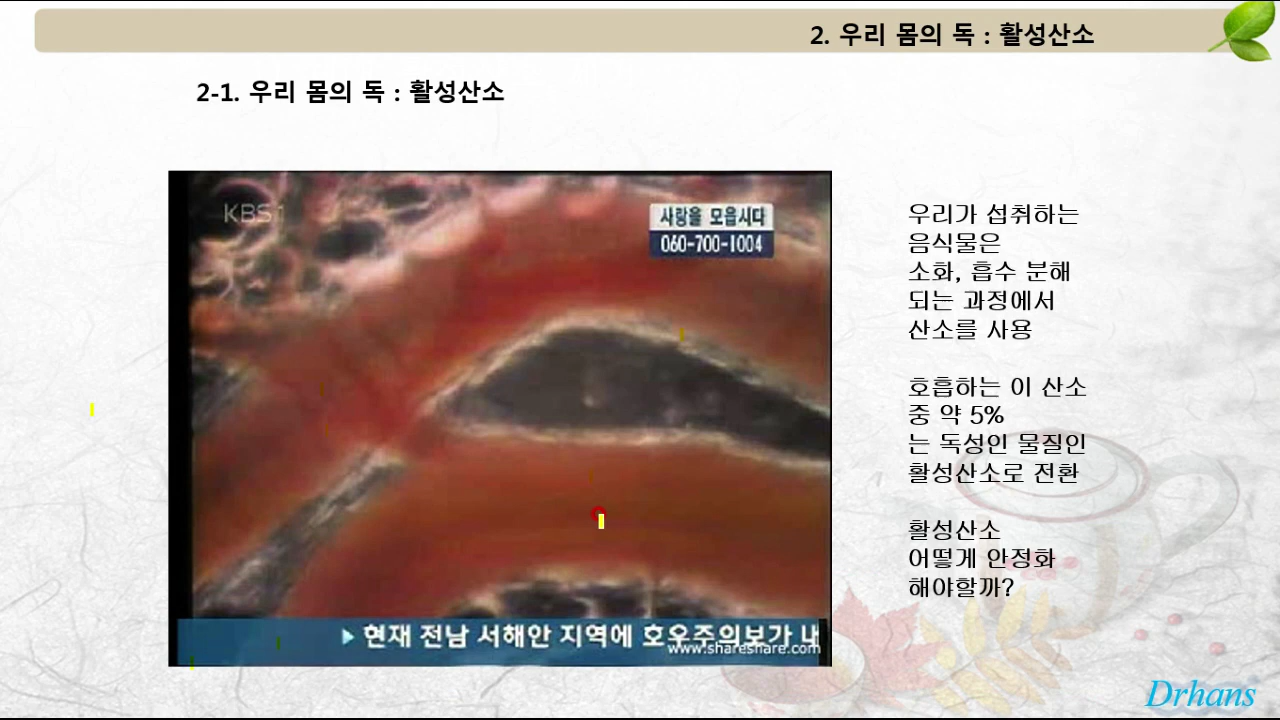 2. 우리 몸의 독 : 활성산소
2-1. 우리 몸의 독 : 활성산소
KBS 1
사랑을 모읍시다
060-700-1004
▶ 현재 전남 서해안 지역에 호우주의보가 내
www.shareshare.com
우리가 섭취하는
음식물은
소화, 흡수 분해
되는 과정에서
산소를 사용
호흡하는 이 산소
중 약 5%
는 독성인 물질인
활성산소로 전환
활성산소
어떻게 안정화
해야할까?
Drhans